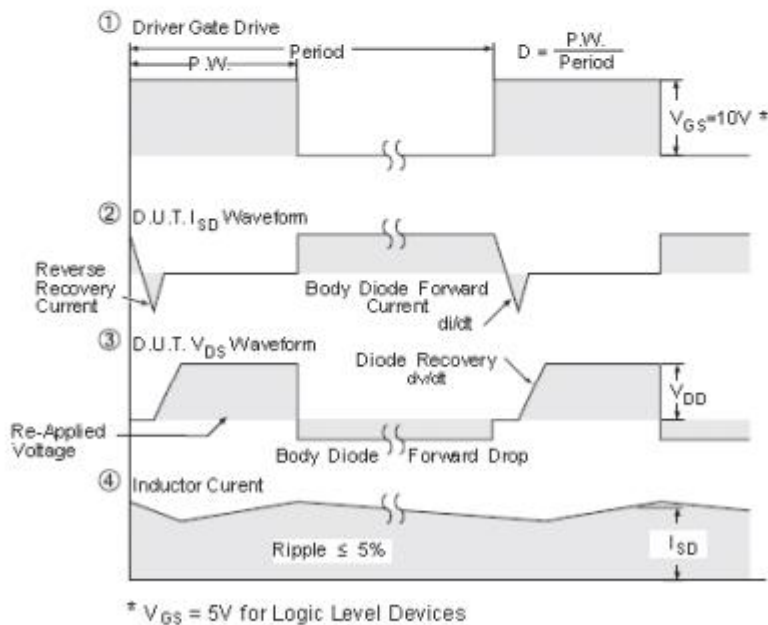 ① Driver Gate Drive
Period
P.W.
D = P.W. / Period
VGS=10V *
② D.U.T. ISD Waveform
Reverse
Recovery
Current
Body Diode Forward
Current
di/dt
③ D.U.T. VDS Waveform
Diode Recovery
dv/dt
VDD
Re-Applied
Voltage
Body Diode Forward Drop
④ Inductor Curent
Ripple ≤ 5%
ISD
* VGS = 5V for Logic Level Devices